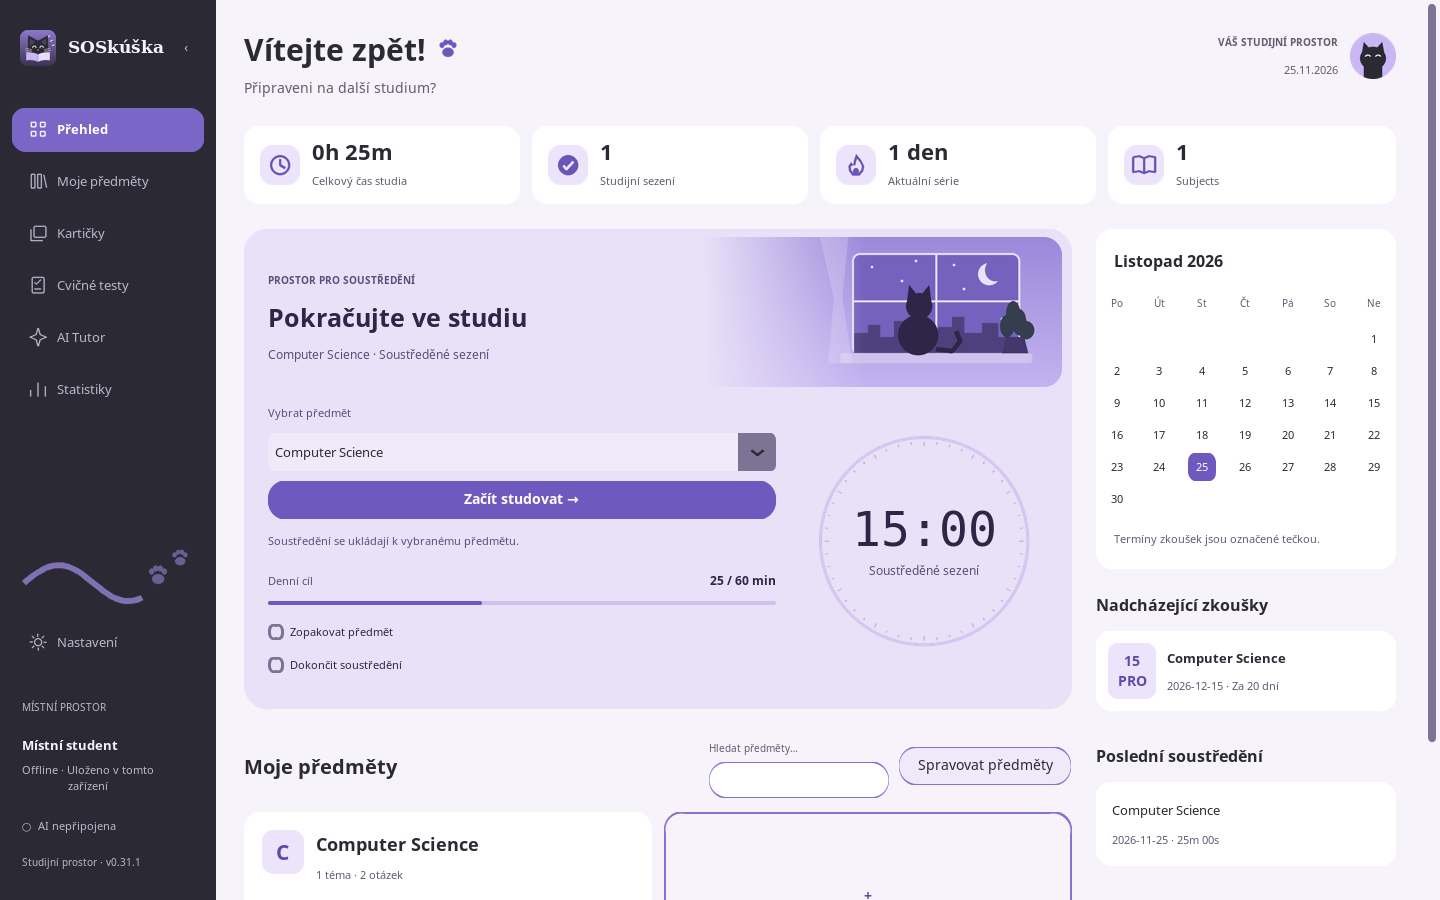 SOSkúška
‹
Přehled
Moje předměty
Kartičky
Cvičné testy
AI Tutor
Statistiky
Nastavení
MÍSTNÍ PROSTOR
Místní student
Offline · Uloženo v tomto
zařízení
AI nepřipojena
Studijní prostor · v0.31.1
Vítejte zpět!
Připraveni na další studium?
VÁŠ STUDIJNÍ PROSTOR
25.11.2026
0h 25m
Celkový čas studia
1
Studijní sezení
1 den
Aktuální série
1
Subjects
PROSTOR PRO SOUSTŘEDĚNÍ
Pokračujte ve studiu
Computer Science · Soustředěné sezení
Vybrat předmět
Computer Science
Začít studovat →
Soustředění se ukládají k vybranému předmětu.
Denní cíl 25 / 60 min
Zopakovat předmět
Dokončit soustředění
15:00
Soustředěné sezení
Listopad 2026
Po Út St Čt Pá So Ne
1
2 3 4 5 6 7 8
9 10 11 12 13 14 15
16 17 18 19 20 21 22
23 24 25 26 27 28 29
30
Termíny zkoušek jsou označené tečkou.
Nadcházející zkoušky
15
PRO
Computer Science
2026-12-15 · Za 20 dní
Poslední soustředění
Computer Science
2026-11-25 · 25m 00s
Moje předměty
Hledat předměty...
Spravovat předměty
C
Computer Science
1 téma · 2 otázek
+